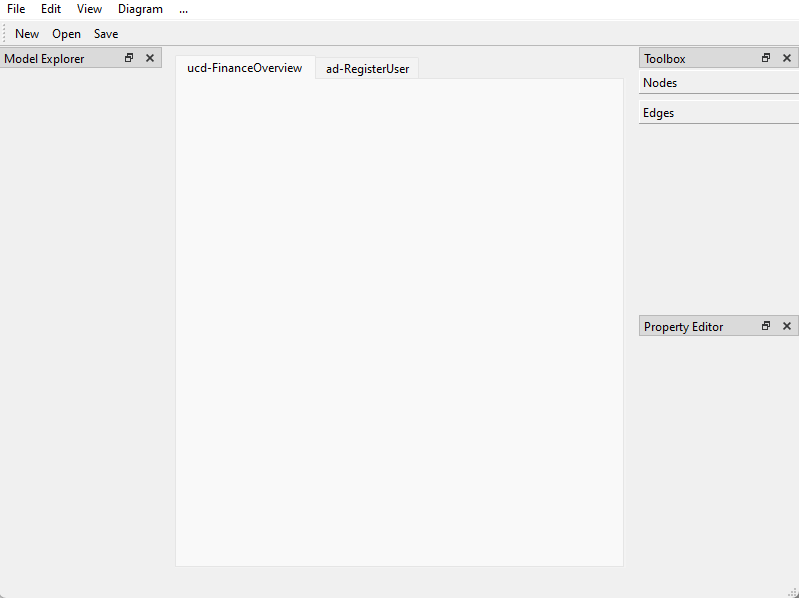 File Edit View Diagram ...
New Open Save
Model Explorer
ucd-FinanceOverview ad-RegisterUser
Toolbox
Nodes
Edges
Property Editor